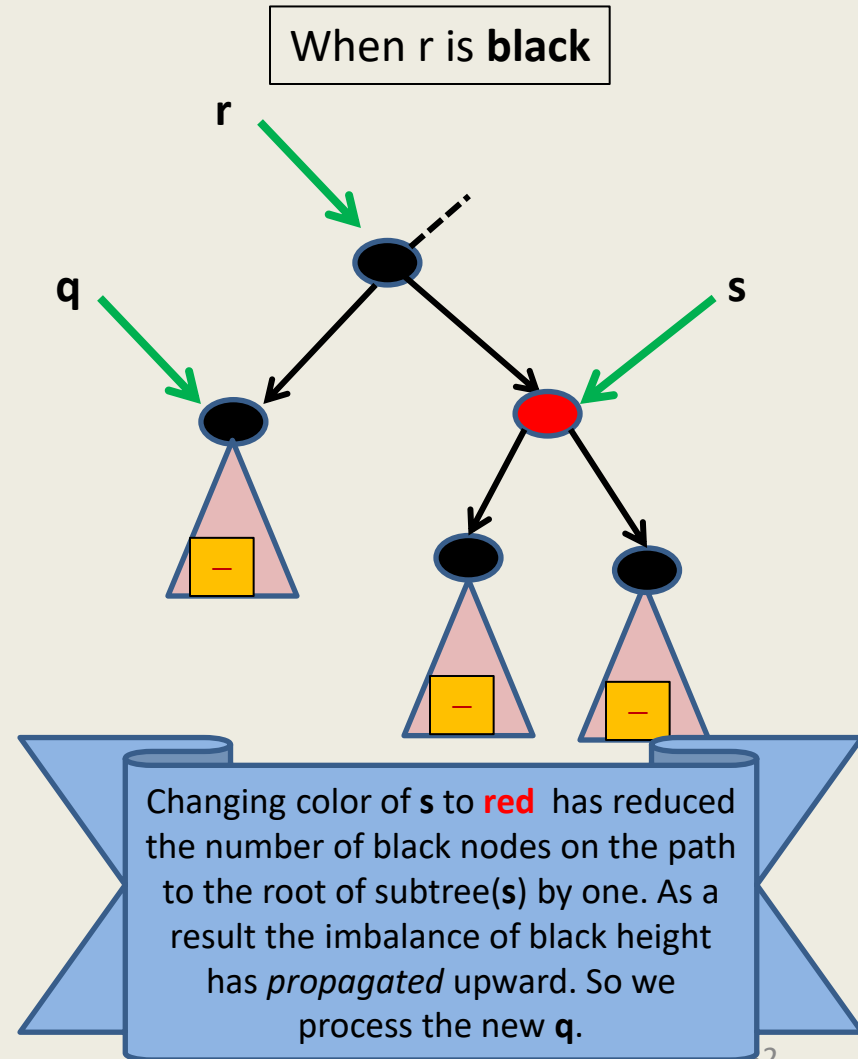 When r is black
r
q
s
–
–
–
Changing color of s to red has reduced
the number of black nodes on the path
to the root of subtree(s) by one. As a
result the imbalance of black height
has propagated upward. So we
process the new q.
2